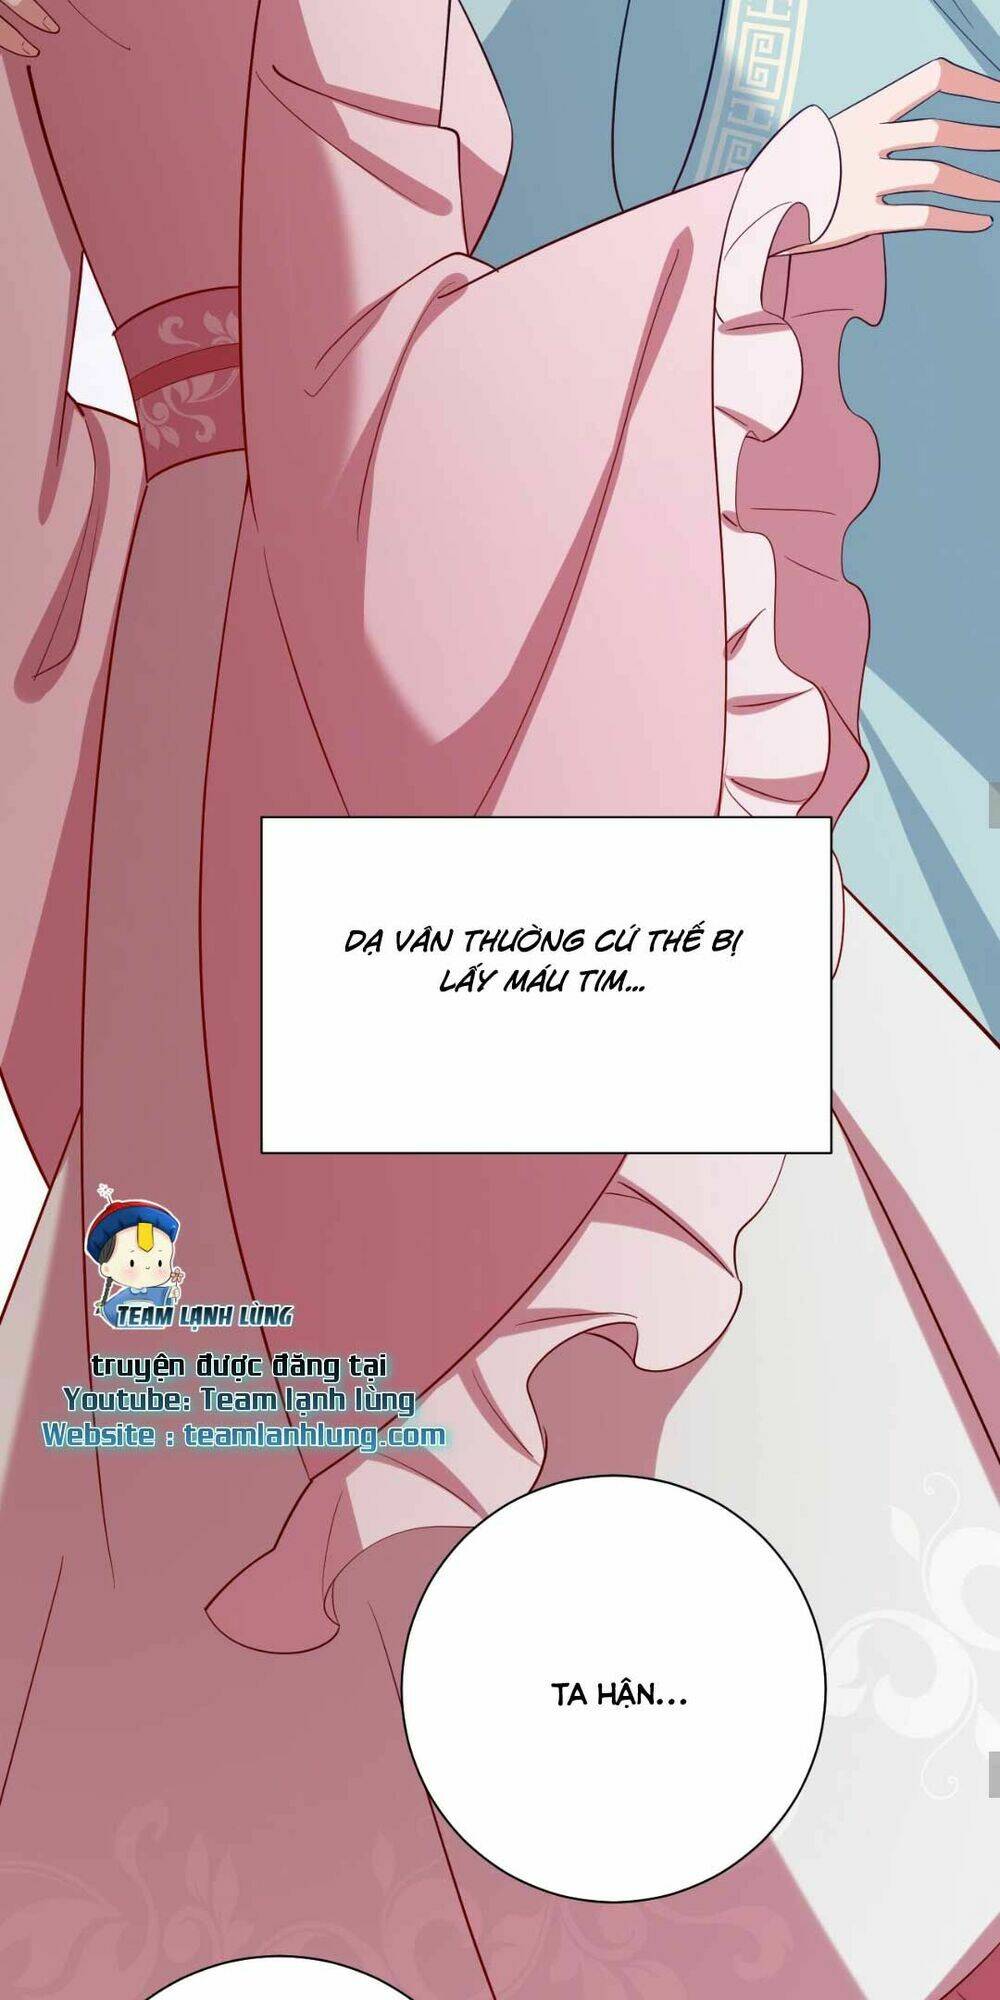 DẠ VÂN THƯỜNG CỨ THẾ BỊ
LẤY MÁU TIM...
TEAM LẠNH LÙNG
truyện được đăng tại
Youtube: Team lạnh lùng
Website : teamlanhlung.com
TA HẬN...